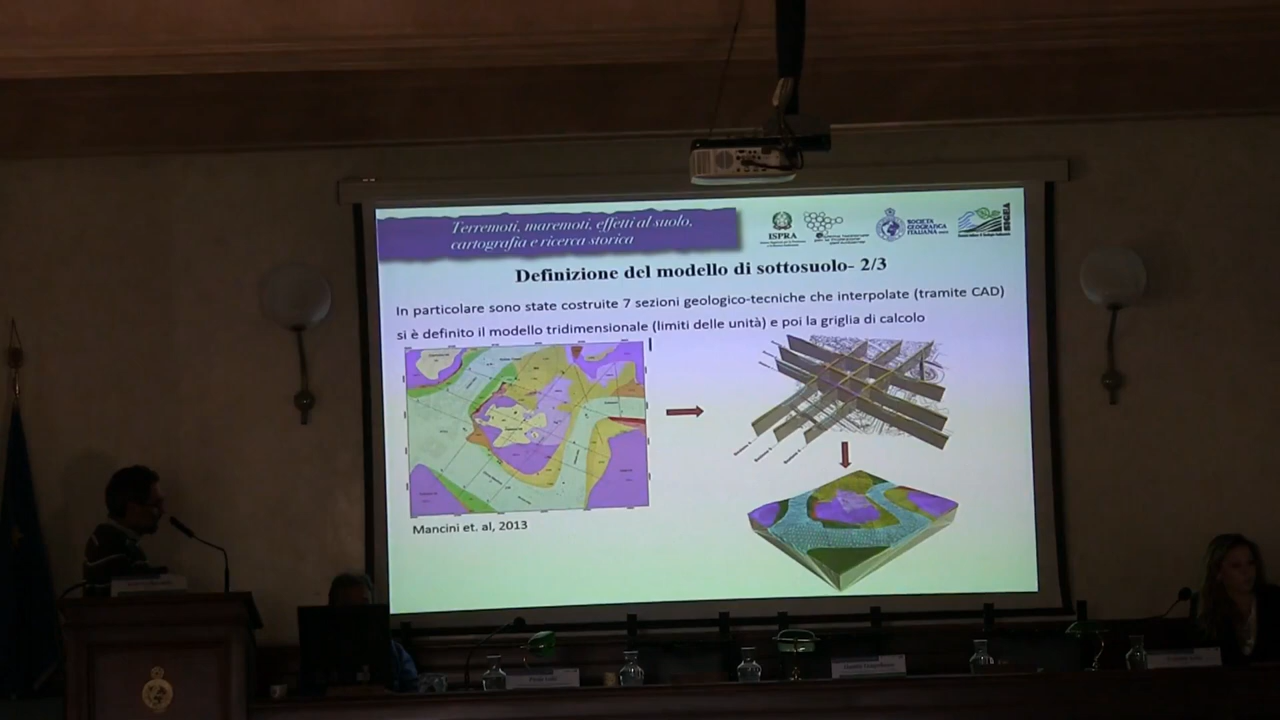 Terremoti, maremoti, effetti al suolo,
cartografia e ricerca storica
ISPRA
SOCIETÀ
GEOGRAFICA
ITALIANA
SIGEA
Definizione del modello di sottosuolo- 2/3
In particolare sono state costruite 7 sezioni geologico-tecniche che interpolate (tramite CAD)
si è definito il modello tridimensionale (limiti delle unità) e poi la griglia di calcolo
Mancini et. al, 2013